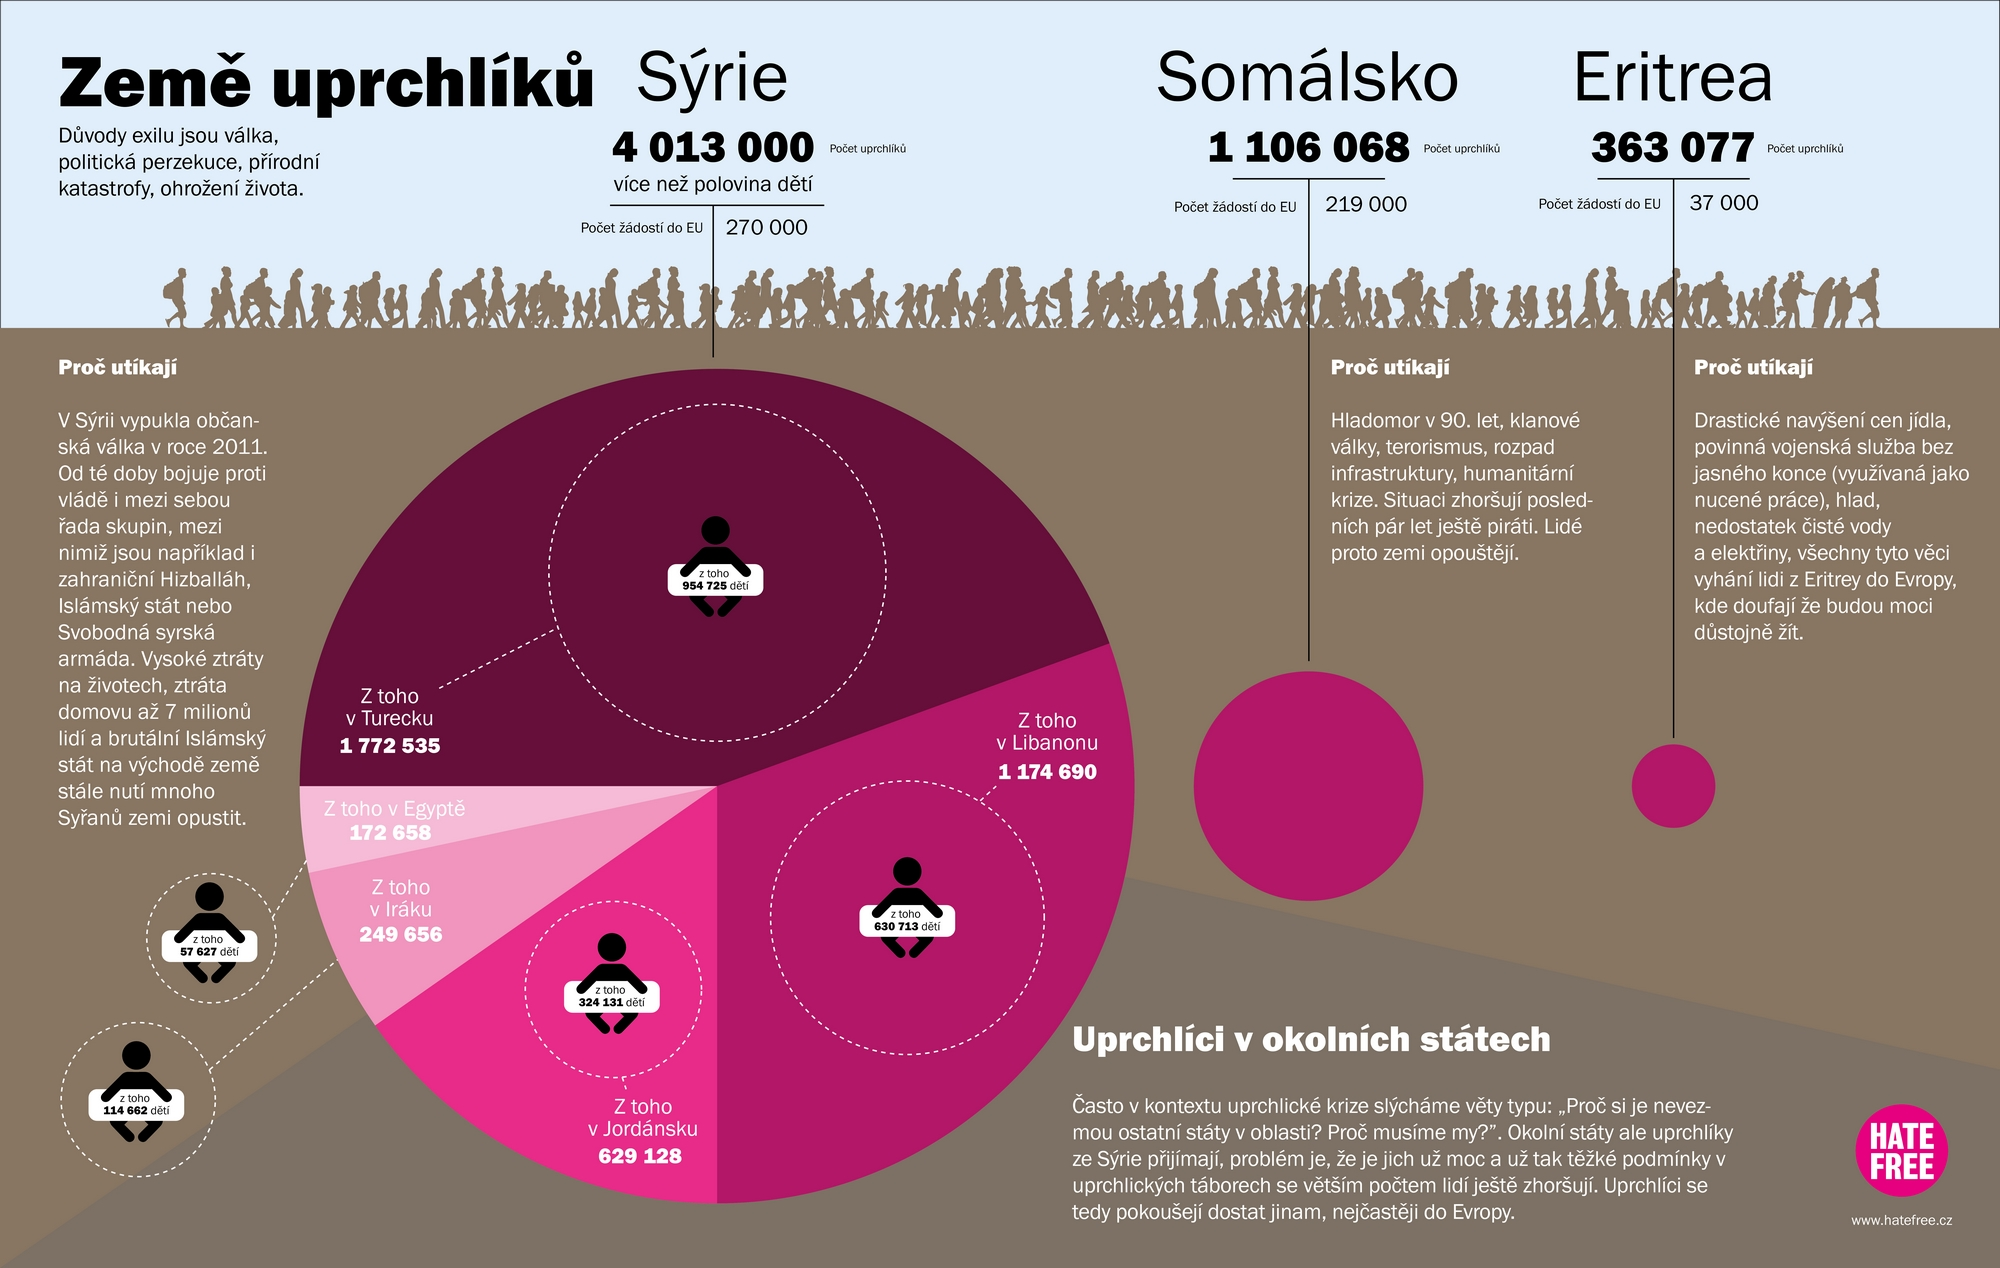 Země uprchlíků
Důvody exilu jsou válka,
politická perzekuce, přírodní
katastrofy, ohrožení života.
Sýrie
4 013 000 Počet uprchlíků
více než polovina dětí
Počet žádostí do EU 270 000
Somálsko
1 106 068 Počet uprchlíků
Počet žádostí do EU 219 000
Eritrea
363 077 Počet uprchlíků
Počet žádostí do EU 37 000
Proč utíkají
V Sýrii vypukla občan-
ská válka v roce 2011.
Od té doby bojuje proti
vládě i mezi sebou
řada skupin, mezi
nimiž jsou například i
zahraniční Hizballáh,
Islámský stát nebo
Svobodná syrská
armáda. Vysoké ztráty
na životech, ztráta
domovu až 7 milionů
lidí a brutální Islámský
stát na východě země
stále nutí mnoho
Syřanů zemi opustit.
z toho
954 725 dětí
Z toho
v Turecku
1 772 535
Z toho
v Libanonu
1 174 690
z toho
630 713 dětí
Z toho v Egyptě
172 658
z toho
57 627 dětí
Z toho
v Iráku
249 656
z toho
114 662 dětí
z toho
324 131 dětí
Z toho
v Jordánsku
629 128
Proč utíkají
Hladomor v 90. let, klanové
války, terorismus, rozpad
infrastruktury, humanitární
krize. Situaci zhoršují posled-
ních pár let ještě piráti. Lidé
proto zemi opouštějí.
Proč utíkají
Drastické navýšení cen jídla,
povinná vojenská služba bez
jasného konce (využívaná jako
nucené práce), hlad,
nedostatek čisté vody
a elektřiny, všechny tyto věci
vyhání lidi z Eritrey do Evropy,
kde doufají že budou moci
důstojně žít.
Uprchlíci v okolních státech
Často v kontextu uprchlické krize slýcháme věty typu: „Proč si je nevez-
mou ostatní státy v oblasti? Proč musíme my?”. Okolní státy ale uprchlíky
ze Sýrie přijímají, problém je, že je jich už moc a už tak těžké podmínky v
uprchlických táborech se větším počtem lidí ještě zhoršují. Uprchlíci se
tedy pokoušejí dostat jinam, nejčastěji do Evropy.
HATE
FREE
www.hatefree.cz